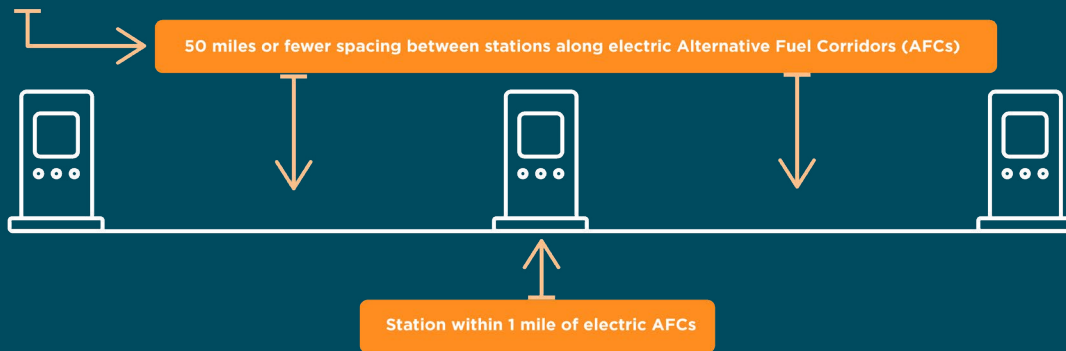 50 miles or fewer spacing between stations along electric Alternative Fuel Corridors (AFCs)
Station within 1 mile of electric AFCs